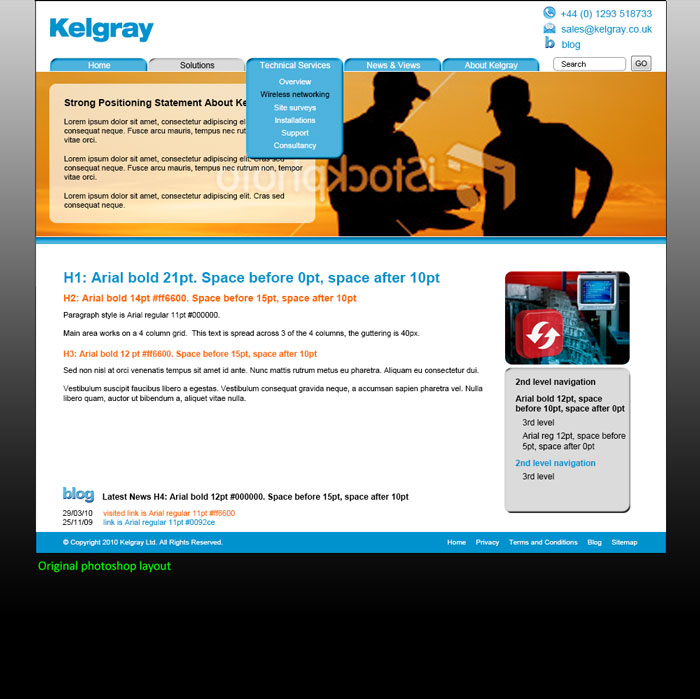 Kelgray
+44 (0) 1293 518733
sales@kelgray.co.uk
blog
Home
Solutions
Technical Services
News & Views
About Kelgray
Search
GO
Overview
Wireless networking
Site surveys
Installations
Support
Consultancy
Strong Positioning Statement About Ke
Lorem ipsum dolor sit amet, consectetur adipiscing eli
consequat neque. Fusce arcu mauris, tempus nec rut
vitae orci.
Lorem ipsum dolor sit amet, consectetur adipiscing elit. Cras sed
consequat neque. Fusce arcu mauris, tempus nec rutrum non, tempor
vitae orci.
Lorem ipsum dolor sit amet, consectetur adipiscing elit. Cras sed
consequat neque.
iStockphoto
H1: Arial bold 21pt. Space before 0pt, space after 10pt
H2: Arial bold 14pt #ff6600. Space before 15pt, space after 10pt
Paragraph style is Arial regular 11pt #000000.
Main area works on a 4 column grid. This text is spread across 3 of the 4 columns, the guttering is 40px.
H3: Arial bold 12 pt #ff6600. Space before 15pt, space after 10pt
Sed non nisl at orci venenatis tempus sit amet id ante. Nunc mattis rutrum metus eu pharetra. Aliquam eu consectetur dui.
Vestibulum suscipit faucibus libero a egestas. Vestibulum consequat gravida neque, a accumsan sapien pharetra vel. Nulla
libero quam, auctor ut bibendum a, aliquet vitae nulla.
2nd level navigation
Arial bold 12pt, space
before 10pt, space after 0pt
3rd level
Arial reg 12pt, space before
5pt, space after 0pt
2nd level navigation
3rd level
blog
Latest News H4: Arial bold 12pt #000000. Space before 15pt, space after 10pt
29/03/10 visited link is Arial regular 11pt #ff6600
25/11/09 link is Arial regular 11pt #0092ce
© Copyright 2010 Kelgray Ltd. All Rights Reserved.
Home Privacy Terms and Conditions Blog Sitemap
Original photoshop layout